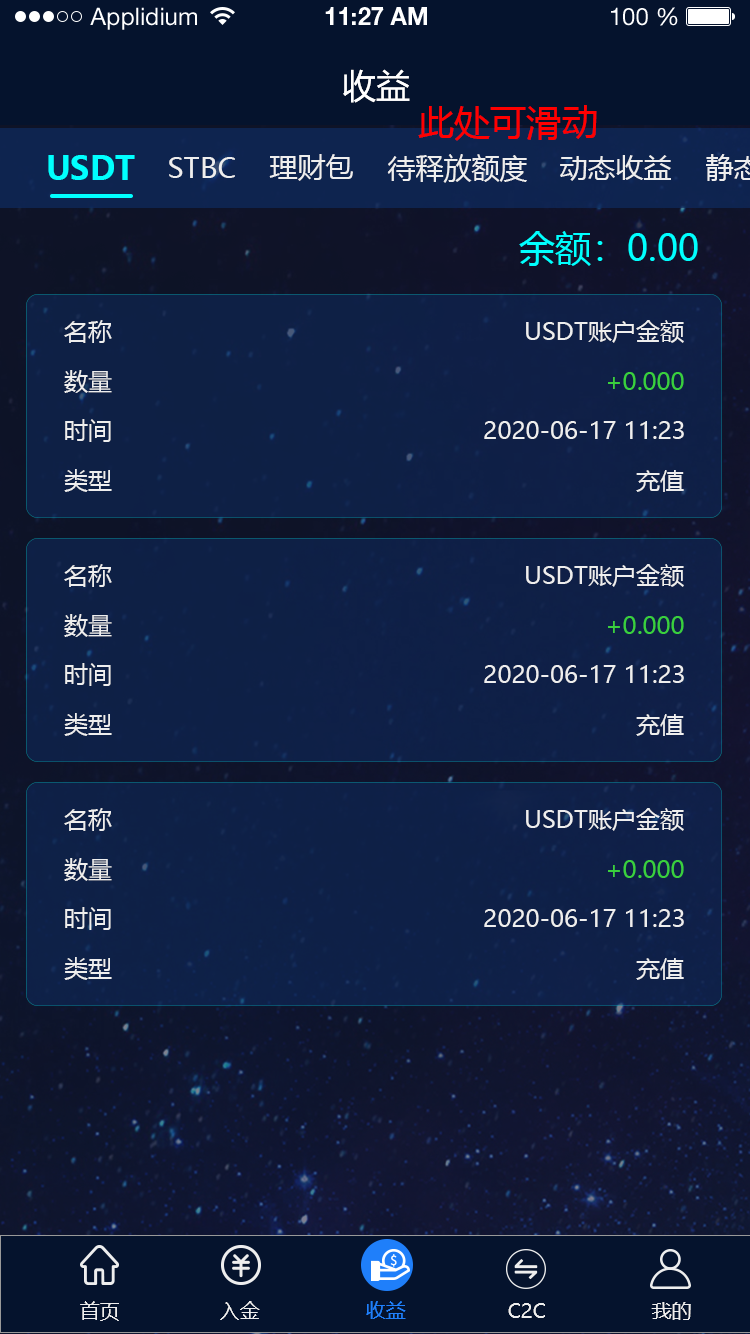 Applidium 11:27 AM 100 %
收益
此处可滑动
USDT STBC 理财包 待释放额度 动态收益 静态
余额：0.00
名称 USDT账户金额
数量 +0.000
时间 2020-06-17 11:23
类型 充值
名称 USDT账户金额
数量 +0.000
时间 2020-06-17 11:23
类型 充值
名称 USDT账户金额
数量 +0.000
时间 2020-06-17 11:23
类型 充值
首页 入金 收益 C2C 我的